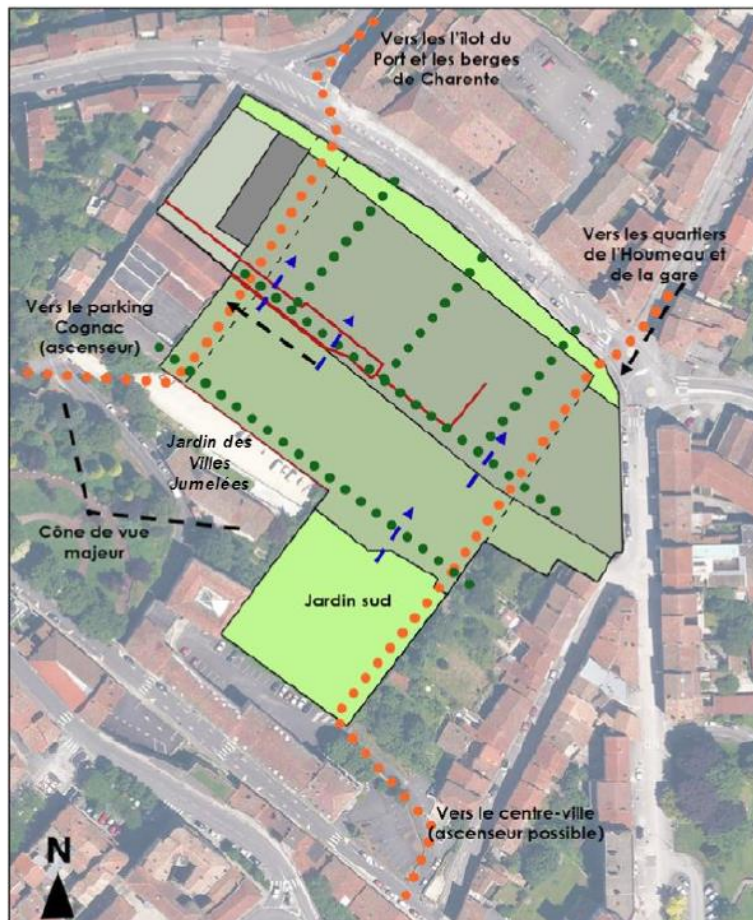 Vers les l'îlot du
Port et les berges
de Charente
Vers les quartiers
de l'Houmeau et
de la gare
Vers le parking
Cognac
(ascenseur)
Jardin des
Villes
Jumelées
Cône de vue
majeur
Jardin sud
Vers le centre-ville
(ascenseur possible)
N